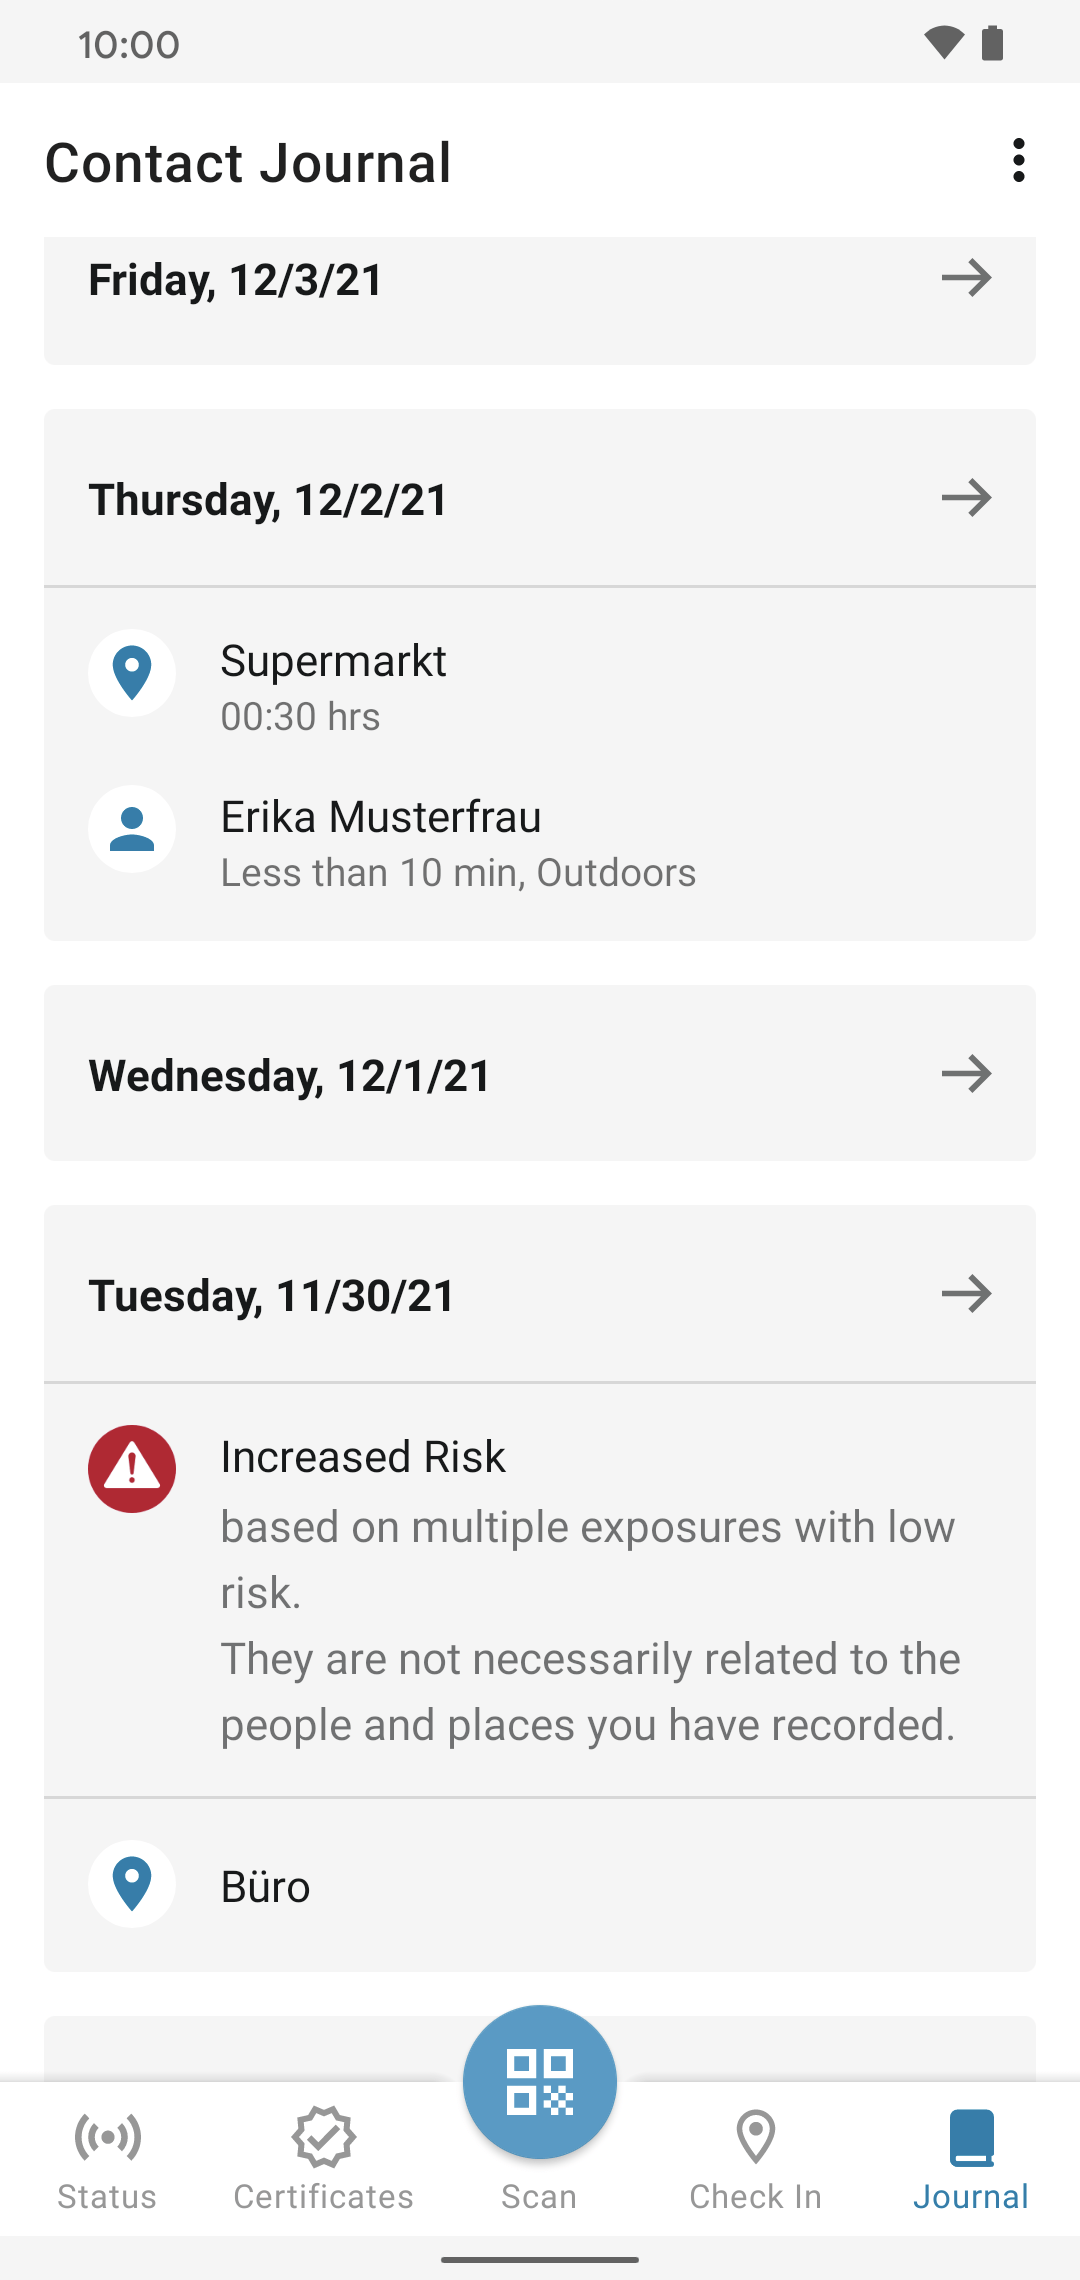 10:00
Contact Journal
Friday, 12/3/21
Thursday, 12/2/21
Supermarkt
00:30 hrs
Erika Musterfrau
Less than 10 min, Outdoors
Wednesday, 12/1/21
Tuesday, 11/30/21
Increased Risk
based on multiple exposures with low
risk.
They are not necessarily related to the
people and places you have recorded.
Büro
Status
Certificates
Scan
Check In
Journal